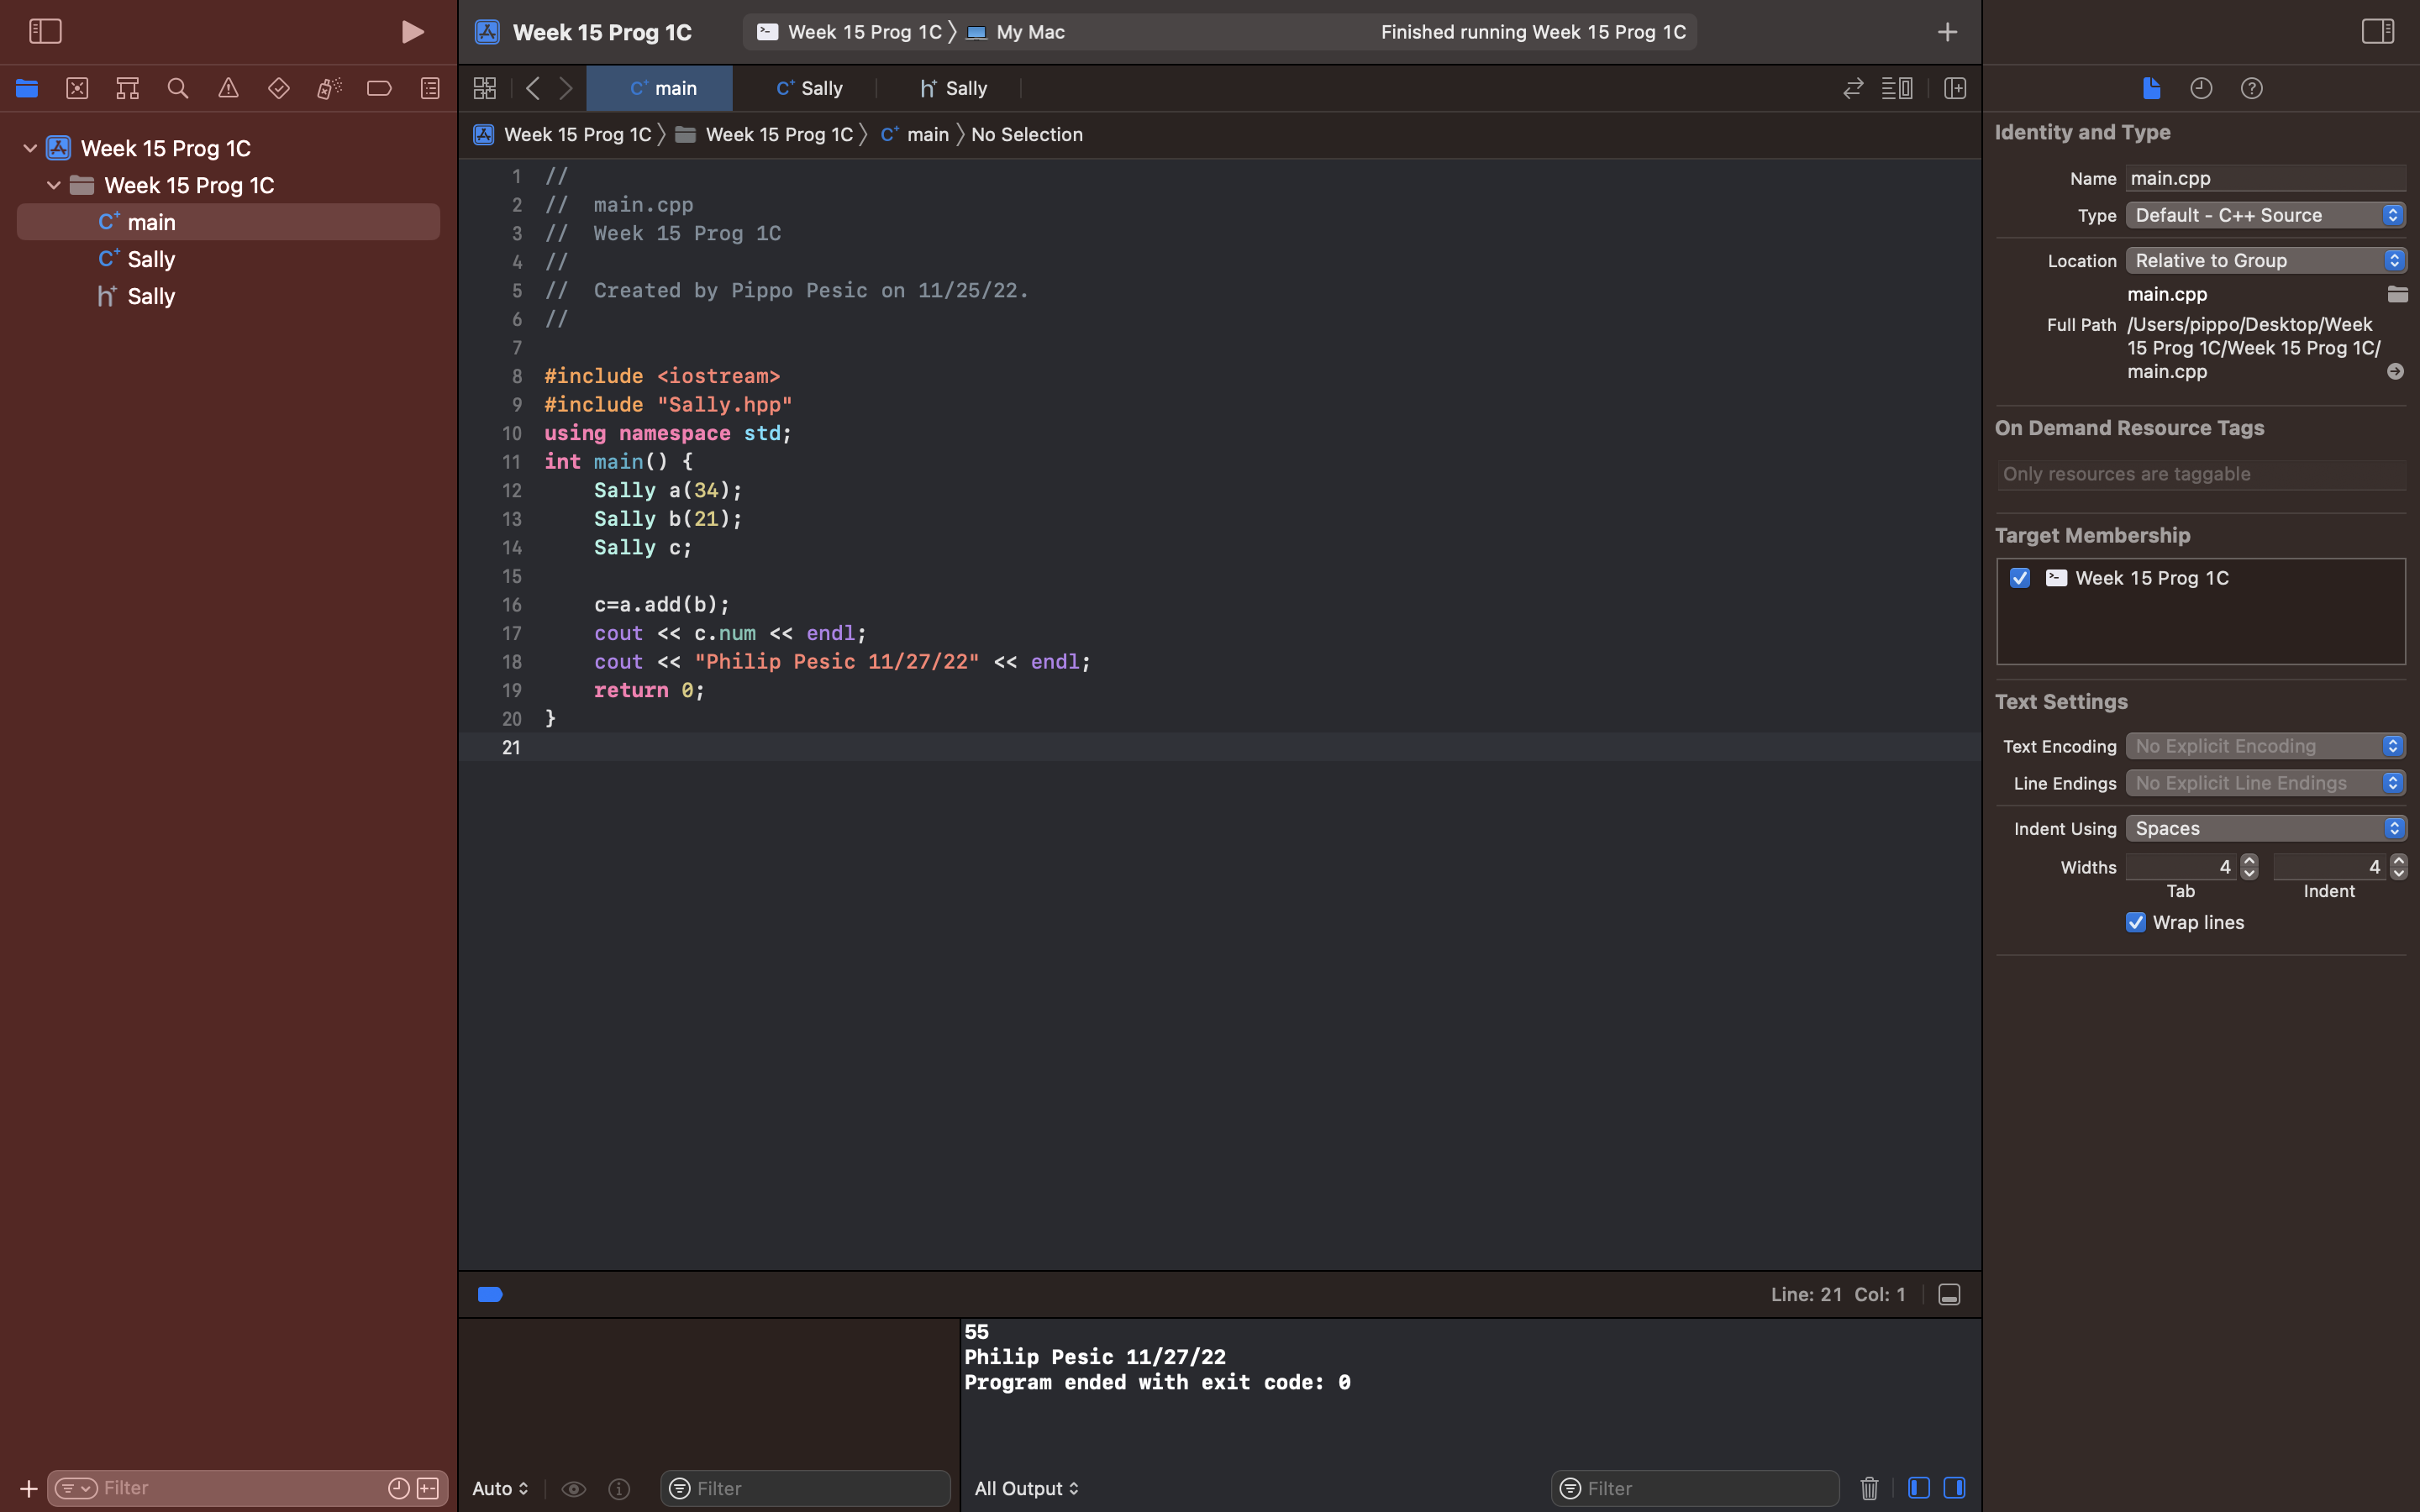 Week 15 Prog 1C
Week 15 Prog 1C
main
Sally
Sally
Filter
Week 15 Prog 1C
Week 15 Prog 1C 〉 My Mac
Finished running Week 15 Prog 1C
main
Sally
Sally
Week 15 Prog 1C 〉 Week 15 Prog 1C 〉 main 〉 No Selection
1 //
2 //  main.cpp
3 //  Week 15 Prog 1C
4 //
5 //  Created by Pippo Pesic on 11/25/22.
6 //
7
8 #include <iostream>
9 #include "Sally.hpp"
10 using namespace std;
11 int main() {
12     Sally a(34);
13     Sally b(21);
14     Sally c;
15
16     c=a.add(b);
17     cout << c.num << endl;
18     cout << "Philip Pesic 11/27/22" << endl;
19     return 0;
20 }
21
Line: 21 Col: 1
55
Philip Pesic 11/27/22
Program ended with exit code: 0
Auto
Filter
All Output
Filter
Identity and Type
Name main.cpp
Type Default - C++ Source
Location Relative to Group
main.cpp
Full Path /Users/pippo/Desktop/Week
15 Prog 1C/Week 15 Prog 1C/
main.cpp
On Demand Resource Tags
Only resources are taggable
Target Membership
Week 15 Prog 1C
Text Settings
Text Encoding No Explicit Encoding
Line Endings No Explicit Line Endings
Indent Using Spaces
Widths 4 4
Tab Indent
Wrap lines